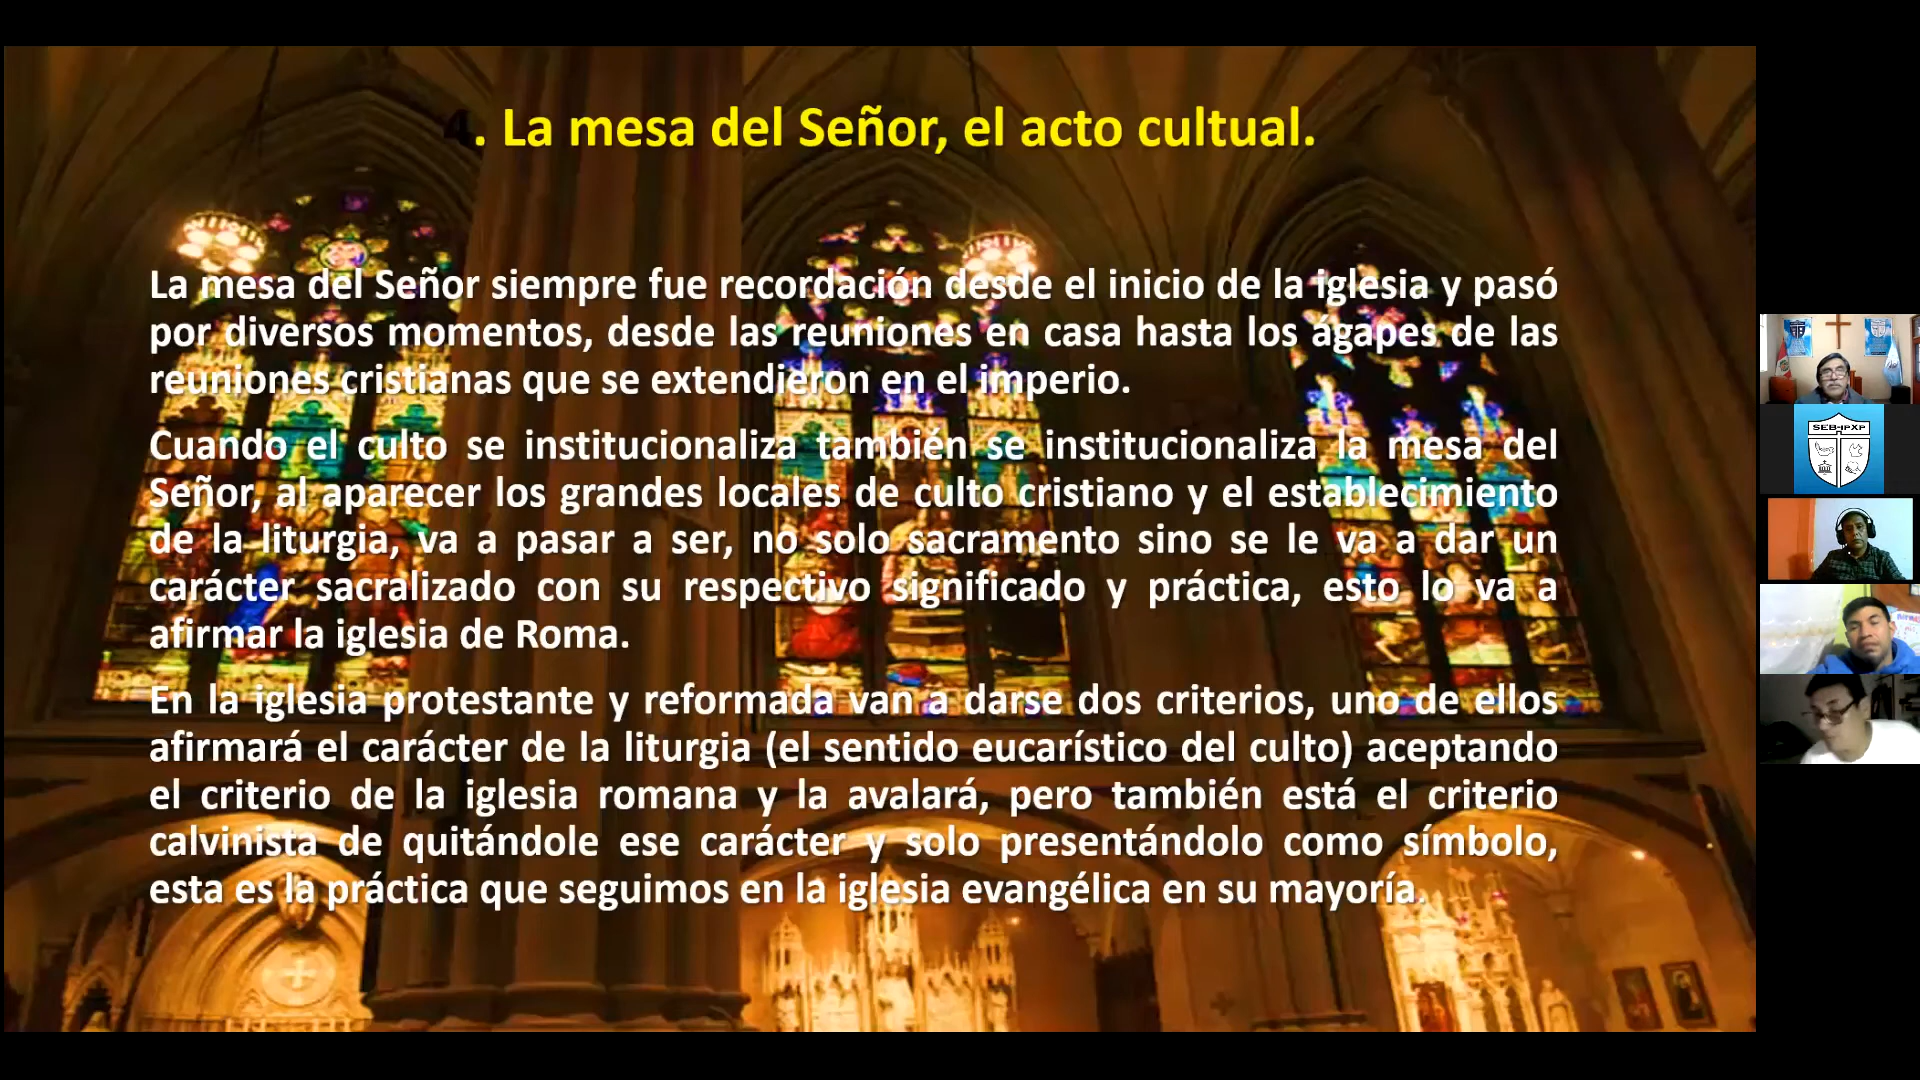 4. La mesa del Señor, el acto cultual.
La mesa del Señor siempre fue recordación desde el inicio de la iglesia y pasó
por diversos momentos, desde las reuniones en casa hasta los ágapes de las
reuniones cristianas que se extendieron en el imperio.
Cuando el culto se institucionaliza también se institucionaliza la mesa del
Señor, al aparecer los grandes locales de culto cristiano y el establecimiento
de la liturgia, va a pasar a ser, no solo sacramento sino se le va a dar un
carácter sacralizado con su respectivo significado y práctica, esto lo va a
afirmar la iglesia de Roma.
En la iglesia protestante y reformada van a darse dos criterios, uno de ellos
afirmará el carácter de la liturgia (el sentido eucarístico del culto) aceptando
el criterio de la iglesia romana y la avalará, pero también está el criterio
calvinista de quitándole ese carácter y solo presentándolo como símbolo,
esta es la práctica que seguimos en la iglesia evangélica en su mayoría.
SEB-IPXP